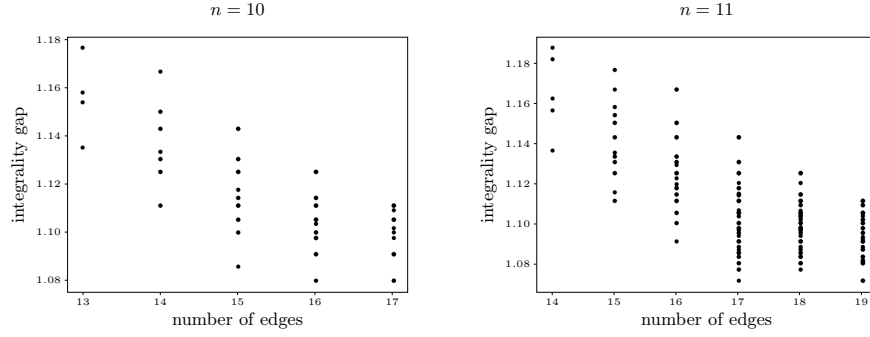 n = 10
1.18
1.16
1.14
1.12
1.10
1.08
integrality gap
13 14 15 16 17
number of edges
n = 11
1.18
1.16
1.14
1.12
1.10
1.08
integrality gap
14 15 16 17 18 19
number of edges